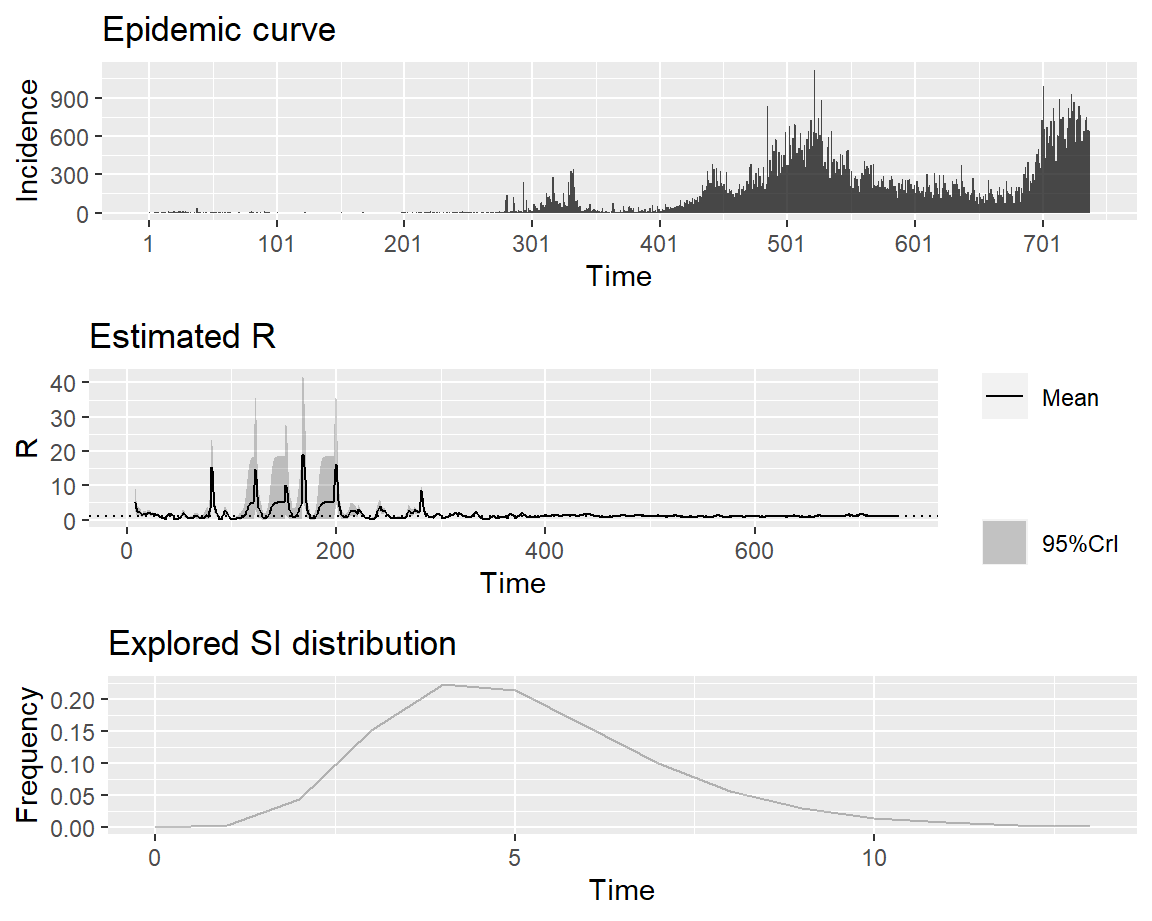 Epidemic curve
Incidence
900
600
300
0
1 101 201 301 401 501 601 701
Time
Estimated R
R
40
30
20
10
0
0 200 400 600
Time
Mean
95%CrI
Explored SI distribution
Frequency
0.20
0.15
0.10
0.05
0.00
0 5 10
Time